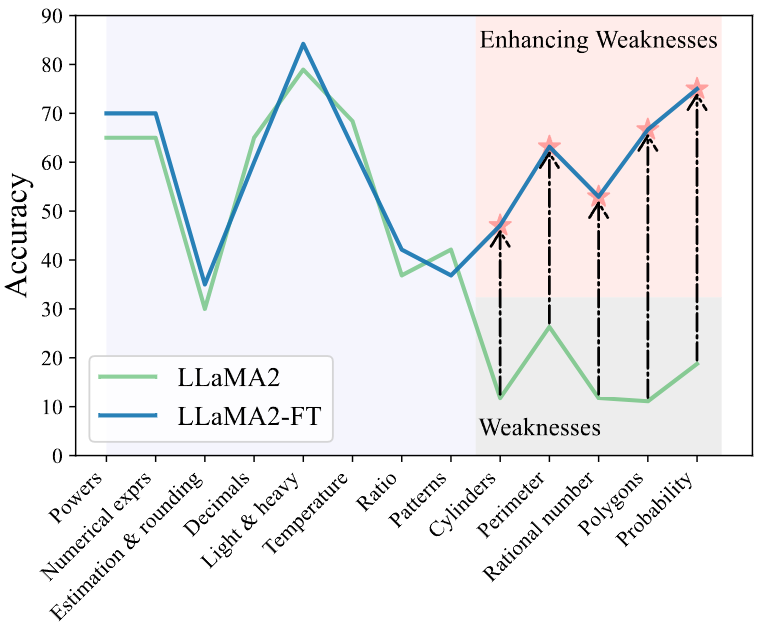 90
80
70
60
50
40
30
20
10
0
Accuracy
Enhancing Weaknesses
Weaknesses
LLaMA2
LLaMA2-FT
Powers
Numerical exprs
Estimation & rounding
Decimals
Light & heavy
Temperature
Ratio
Patterns
Cylinders
Perimeter
Rational number
Polygons
Probability